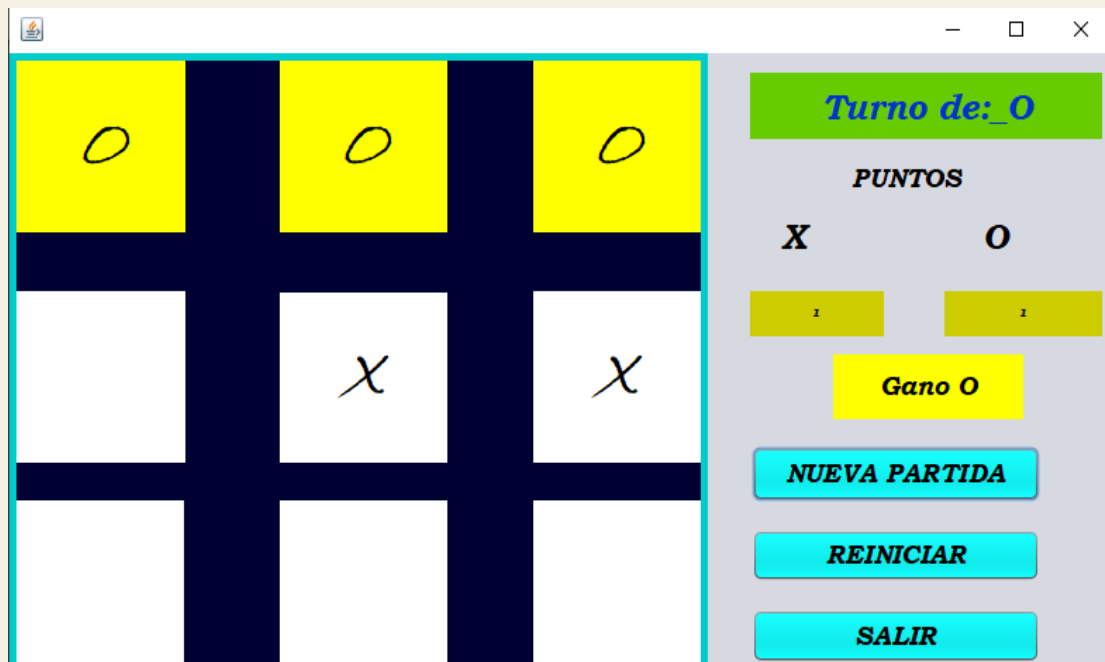 O O O
X X
Turno de:_O
PUNTOS
X O
1 1
Gano O
NUEVA PARTIDA
REINICIAR
SALIR